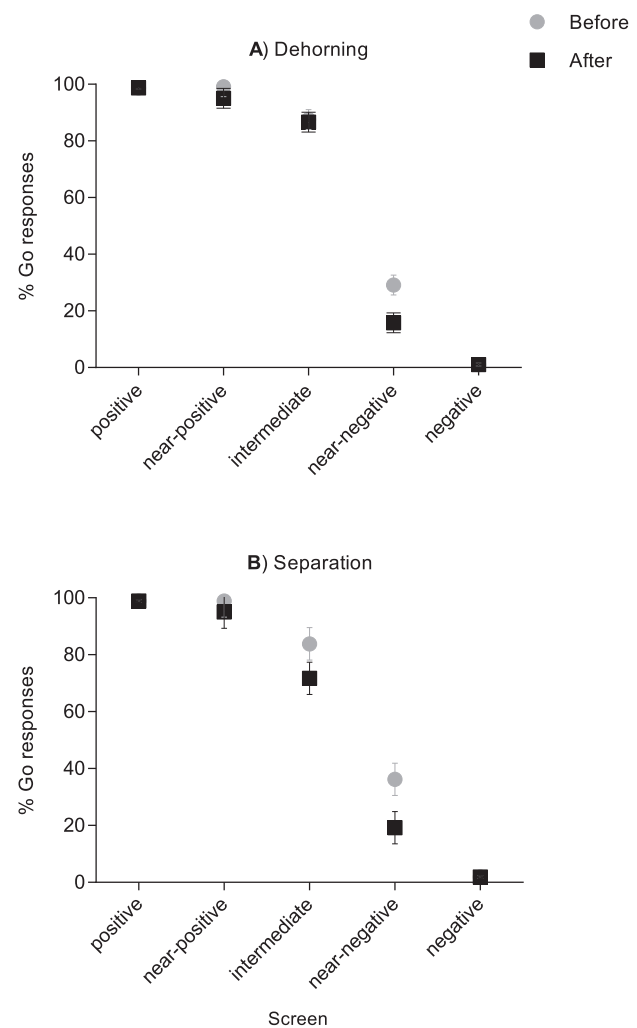 Before
After
A) Dehorning
% Go responses
100
80
60
40
20
0
positive
near-positive
intermediate
near-negative
negative
B) Separation
% Go responses
100
80
60
40
20
0
positive
near-positive
intermediate
near-negative
negative
Screen